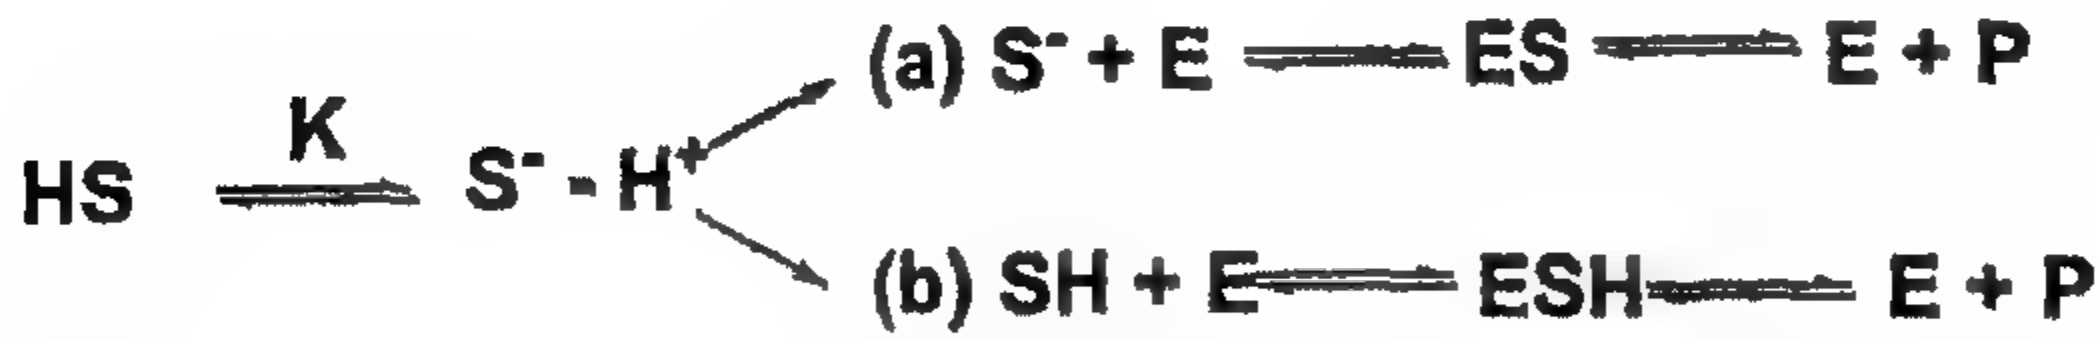 (a) S⁻ + E ⇌ ES ⇌ E + P
K
HS ⇌ S⁻ - H⁺
(b) SH + E ⇌ ESH ⇌ E + P